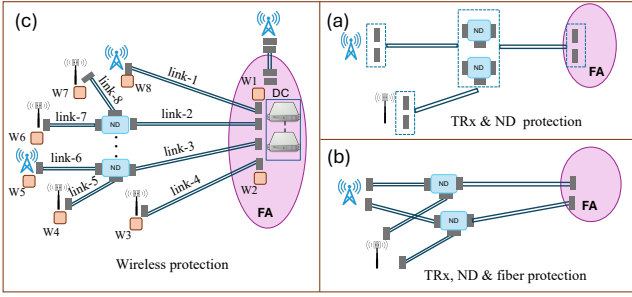 (c)
W7
W8
link-1
W1
DC
link-8
link-7
ND
link-2
W6
link-6
ND
link-3
W5
link-5
link-4
W2
W4
W3
FA
Wireless protection
(a)
ND
ND
FA
TRx & ND protection
(b)
ND
ND
FA
TRx, ND & fiber protection